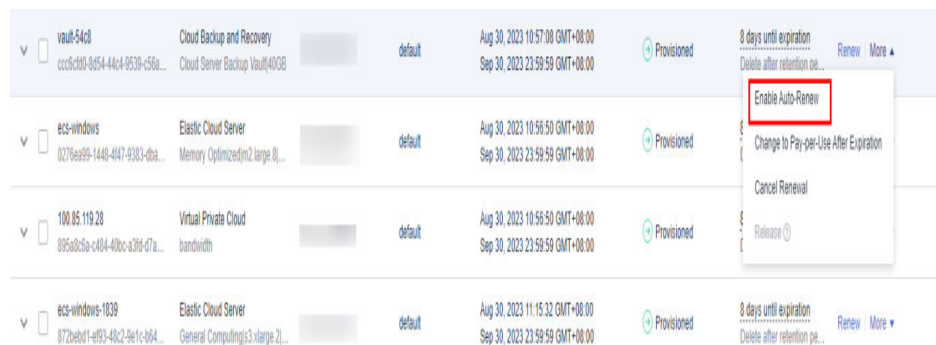 vault-54c8 Cloud Backup and Recovery default Aug 30, 2023 10:57:08 GMT+08:00 Provisioned 8 days until expiration Renew More
ccc6cfd0-8d54-44c4-9539-c56a... Cloud Server Backup Vault|40GB Sep 30, 2023 23:59:59 GMT+08:00 Delete after retention pe...
Enable Auto-Renew
ecs-windows Elastic Cloud Server default Aug 30, 2023 10:56:50 GMT+08:00 Provisioned
0276ea99-1448-4f47-9383-dba... Memory Optimized|m2.large.8|... Sep 30, 2023 23:59:59 GMT+08:00
Change to Pay-per-Use After Expiration
Cancel Renewal
100.85.119.28 Virtual Private Cloud default Aug 30, 2023 10:56:50 GMT+08:00 Provisioned 8
895a8c6a-c484-40bc-a3fd-d7a... bandwidth Sep 30, 2023 23:59:59 GMT+08:00
Release
ecs-windows-1839 Elastic Cloud Server default Aug 30, 2023 11:15:32 GMT+08:00 Provisioned 8 days until expiration Renew More
872bebd1-ef93-48c2-9e1c-b64... General Computing|s3.xlarge.2|... Sep 30, 2023 23:59:59 GMT+08:00 Delete after retention pe...